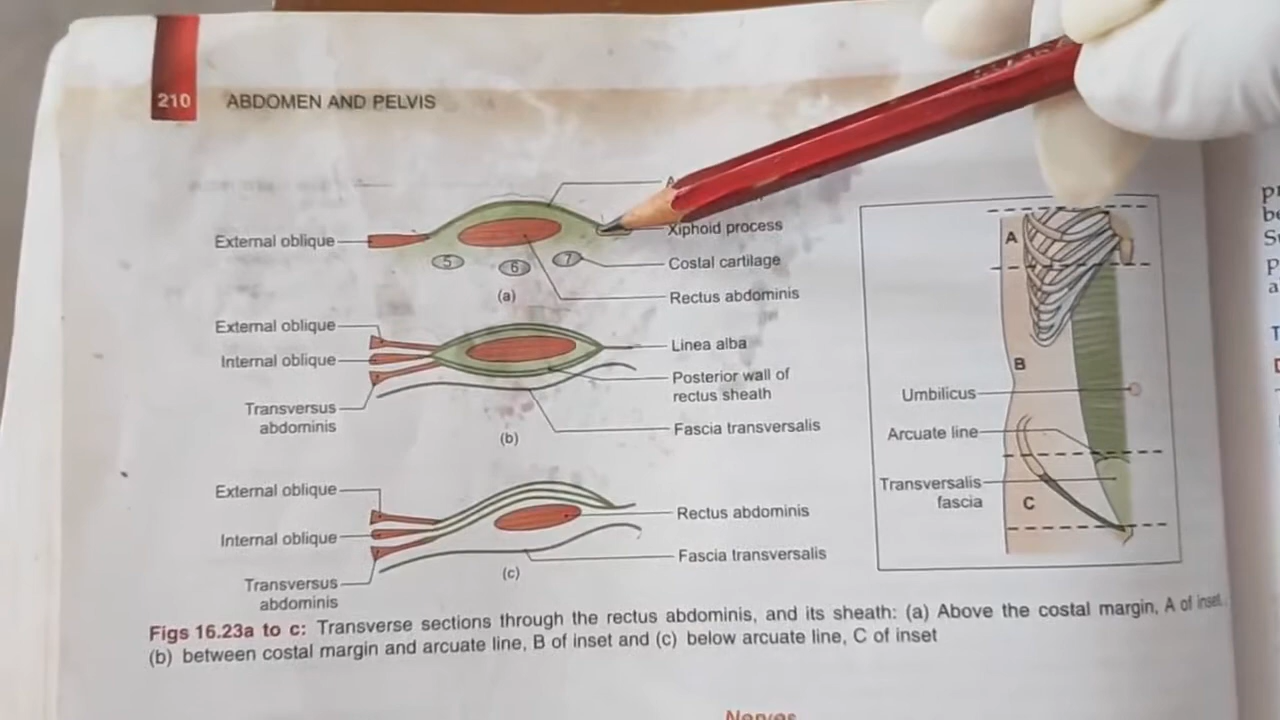 210 ABDOMEN AND PELVIS
External oblique
Xiphoid process
5
6
7
Costal cartilage
(a)
Rectus abdominis
External oblique
Internal oblique
Linea alba
Posterior wall of
rectus sheath
Transversus
abdominis
Fascia transversalis
(b)
External oblique
Internal oblique
Rectus abdominis
Fascia transversalis
Transversus
abdominis
(c)
A
B
Umbilicus
Arcuate line
Transversalis
fascia
C
Figs 16.23a to c: Transverse sections through the rectus abdominis, and its sheath: (a) Above the costal margin, A of inset,
(b) between costal margin and arcuate line, B of inset and (c) below arcuate line, C of inset
Nerves